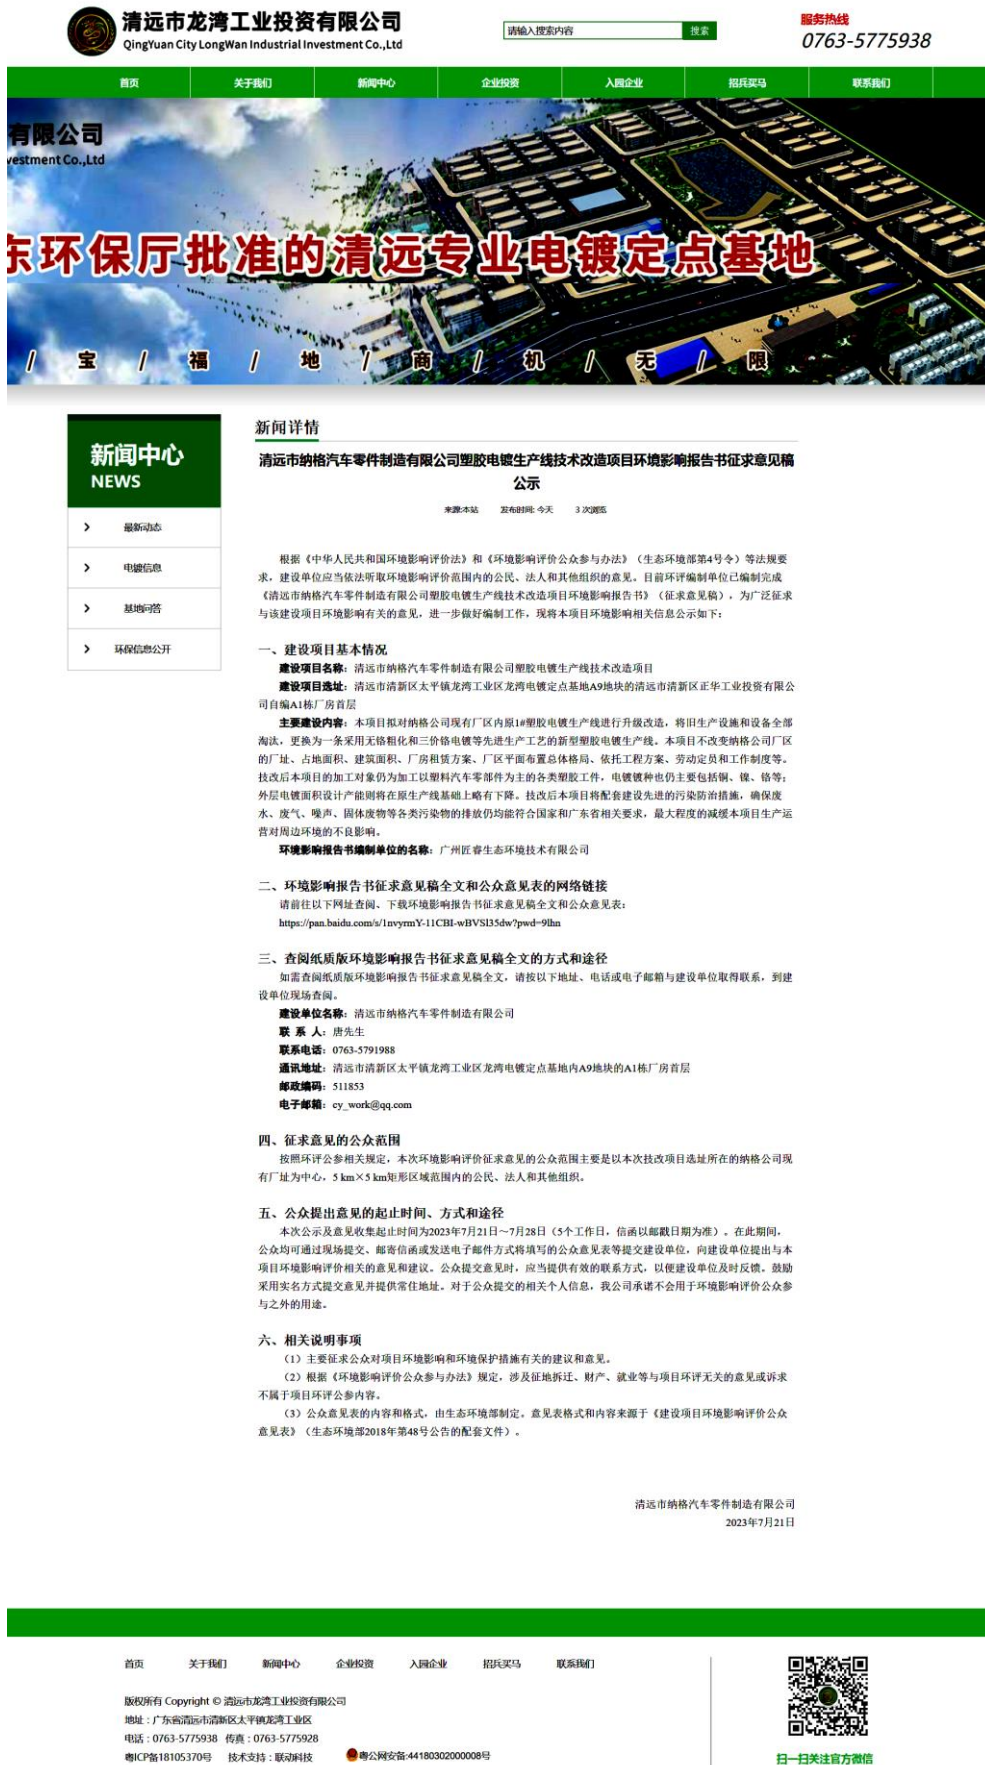 清远市龙湾工业投资有限公司
QingYuan City LongWan Industrial Investment Co.,Ltd
请输入搜索内容
搜索
服务热线
0763-5775938
首页 关于我们 新闻中心 企业投资 入园企业 招兵买马 联系我们
有限公司
vestment Co.,Ltd
东环保厅批准的清远专业电镀定点基地
/ 宝 / 福 / 地 / 商 / 机 / 无 / 限
新闻中心
NEWS
最新动态
电镀信息
基地问答
环保信息公开
新闻详情
清远市纳格汽车零件制造有限公司塑胶电镀生产线技术改造项目环境影响报告书征求意见稿
公示
来源:本站 发布时间: 今天 3 次浏览
根据《中华人民共和国环境影响评价法》和《环境影响评价公众参与办法》（生态环境部第4号令）等法规要
求，建设单位应当依法听取环境影响评价范围内的公民、法人和其他组织的意见。目前环评编制单位已编制完成
《清远市纳格汽车零件制造有限公司塑胶电镀生产线技术改造项目环境影响报告书》（征求意见稿），为广泛征求
与该建设项目环境影响有关的意见，进一步做好编制工作，现将本项目环境影响相关信息公示如下：
一、建设项目基本情况
建设项目名称：清远市纳格汽车零件制造有限公司塑胶电镀生产线技术改造项目
建设项目选址：清远市清新区太平镇龙湾工业区龙湾电镀定点基地A9地块的清远市清新区正华工业投资有限公
司自编A1栋厂房首层
主要建设内容：本项目拟对纳格公司现有厂区内原1#塑胶电镀生产线进行升级改造，将旧生产设施和设备全部
淘汰，更换为一条采用无铬粗化和三价铬电镀等先进生产工艺的新型塑胶电镀生产线。本项目不改变纳格公司厂区
的厂址、占地面积、建筑面积、厂房租赁方案、厂区平面布置总体格局、依托工程方案、劳动定员和工作制度等。
技改后本项目的加工对象仍为加工以塑料汽车零部件为主的各类塑胶工件，电镀镀种也仍主要包括铜、镍、铬等；
外层电镀面积设计产能则将在原生产线基础上略有下降。技改后本项目将配套建设先进的污染防治措施，确保废
水、废气、噪声、固体废物等各类污染物的排放仍均能符合国家和广东省相关要求，最大程度的减缓本项目生产运
营对周边环境的不良影响。
环境影响报告书编制单位的名称：广州匠睿生态环境技术有限公司
二、环境影响报告书征求意见稿全文和公众意见表的网络链接
请前往以下网址查阅、下载环境影响报告书征求意见稿全文和公众意见表：
https://pan.baidu.com/s/1nvyrmY-11CBI-wBVSl35dw?pwd=9lhn
三、查阅纸质版环境影响报告书征求意见稿全文的方式和途径
如需查阅纸质版环境影响报告书征求意见稿全文，请按以下地址、电话或电子邮箱与建设单位取得联系，到建
设单位现场查阅。
建设单位名称：清远市纳格汽车零件制造有限公司
联 系 人：唐先生
联系电话：0763-5791988
通讯地址：清远市清新区太平镇龙湾工业区龙湾电镀定点基地内A9地块的A1栋厂房首层
邮政编码：511853
电子邮箱：cy_work@qq.com
四、征求意见的公众范围
按照环评公参相关规定，本次环境影响评价征求意见的公众范围主要是以本次技改项目选址所在的纳格公司现
有厂址为中心，5 km×5 km矩形区域范围内的公民、法人和其他组织。
五、公众提出意见的起止时间、方式和途径
本次公示及意见收集起止时间为2023年7月21日～7月28日（5个工作日，信函以邮戳日期为准）。在此期间，
公众均可通过现场提交、邮寄信函或发送电子邮件方式将填写的公众意见表等提交建设单位，向建设单位提出与本
项目环境影响评价相关的意见和建议。公众提交意见时，应当提供有效的联系方式，以便建设单位及时反馈。鼓励
采用实名方式提交意见并提供常住地址。对于公众提交的相关个人信息，我公司承诺不会用于环境影响评价公众参
与之外的用途。
六、相关说明事项
（1）主要征求公众对项目环境影响和环境保护措施有关的建议和意见。
（2）根据《环境影响评价公众参与办法》规定，涉及征地拆迁、财产、就业等与项目环评无关的意见或诉求
不属于项目环评公参内容。
（3）公众意见表的内容和格式，由生态环境部制定。意见表格式和内容来源于《建设项目环境影响评价公众
意见表》（生态环境部2018年第48号公告的配套文件）。
清远市纳格汽车零件制造有限公司
2023年7月21日
首页 关于我们 新闻中心 企业投资 入园企业 招兵买马 联系我们
版权所有 Copyright © 清远市龙湾工业投资有限公司
地址：广东省清远市清新区太平镇龙湾工业区
电话：0763-5775938 传真：0763-5775928
粤ICP备18105370号 技术支持：联动科技 粤公网安备:44180302000008号
扫一扫关注官方微信